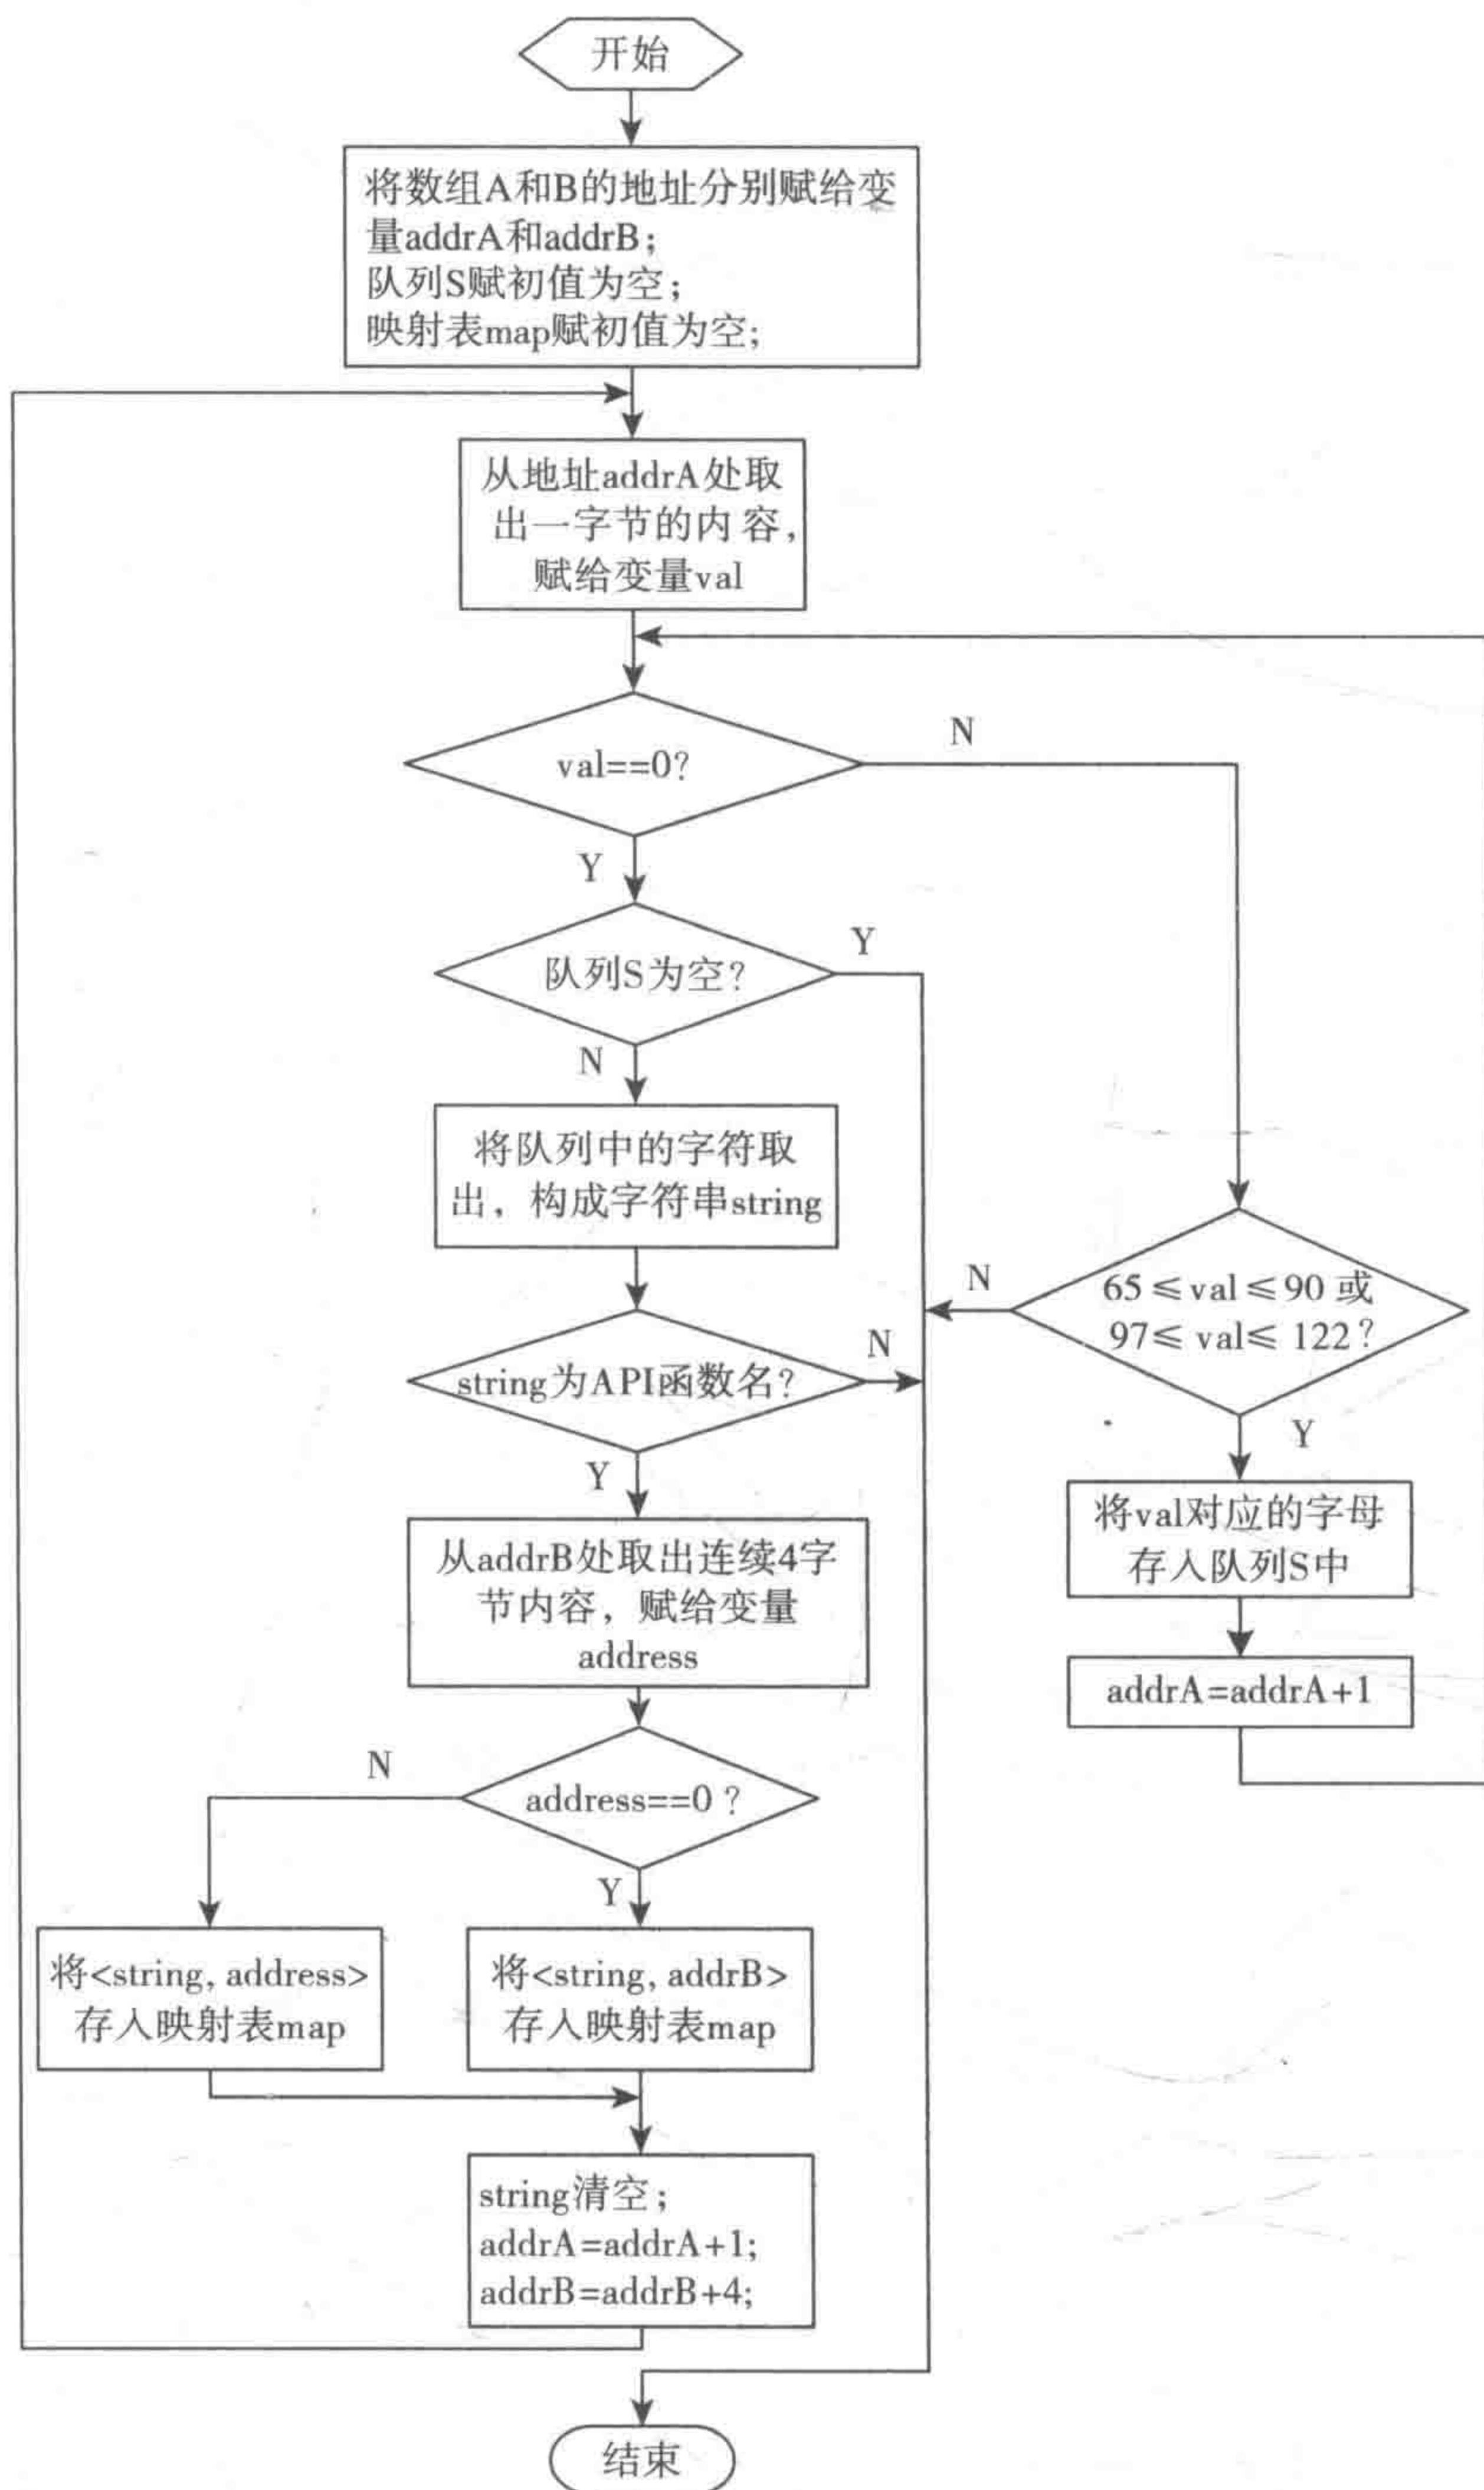 开始
将数组A和B的地址分别赋给变
量addrA和addrB;
队列S赋初值为空;
映射表map赋初值为空;
从地址addrA处取
出一字节的内容,
赋给变量val
val==0?
N
Y
队列S为空?
Y
N
将队列中的字符取
出，构成字符串string
65≤val≤90 或
97≤ val≤ 122?
N
Y
string为API函数名?
N
Y
将val对应的字母
存入队列S中
从addrB处取出连续4字
节内容，赋给变量
address
addrA=addrA+1
address==0 ?
N
Y
将<string, address>
存入映射表map
将<string, addrB>
存入映射表map
string清空;
addrA=addrA+1;
addrB=addrB+4;
结束